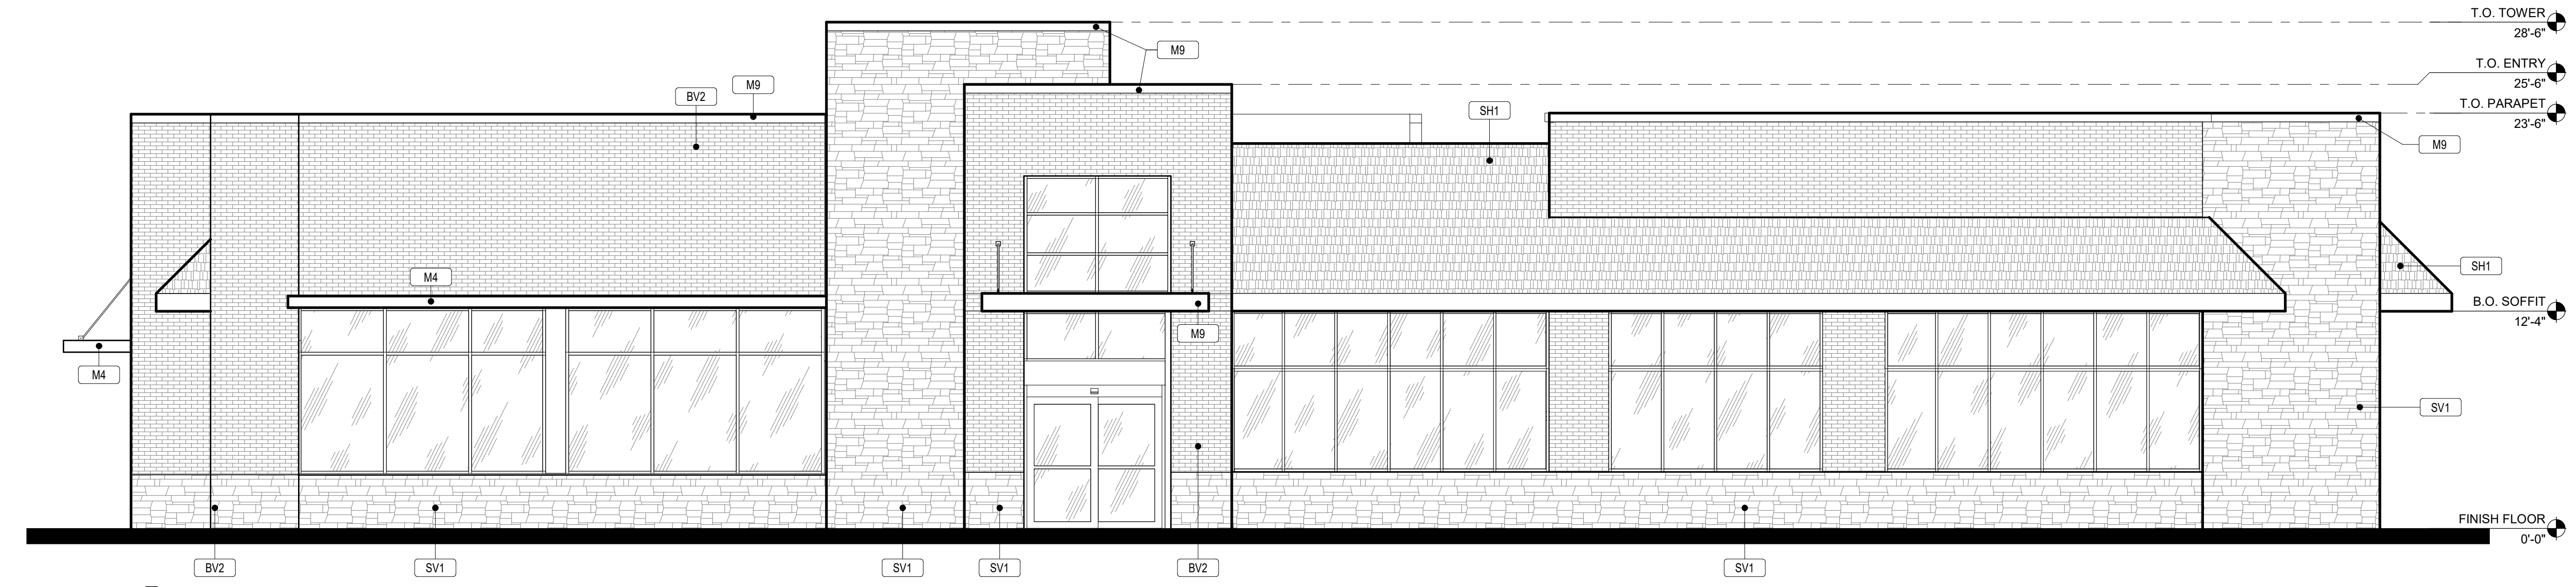 T.O. TOWER
28'-6"
M9
T.O. ENTRY
25'-6"
M9
BV2
T.O. PARAPET
23'-6"
SH1
M9
M4
SH1
B.O. SOFFIT
12'-4"
M9
M4
SV1
FINISH FLOOR
0'-0"
BV2
SV1
SV1
SV1
BV2
SV1